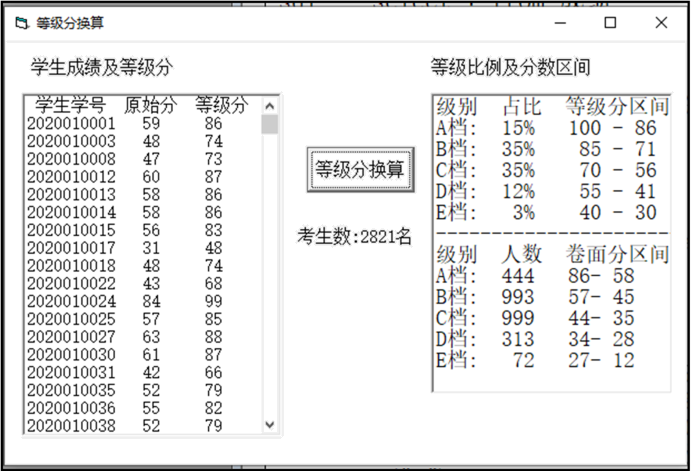 等级分换算
学生成绩及等级分
等级比例及分数区间
学生学号 原始分 等级分
2020010001 59 86
2020010003 48 74
2020010008 47 73
2020010012 60 87
2020010013 58 86
2020010014 58 86
2020010015 56 83
2020010017 31 48
2020010018 48 74
2020010022 43 68
2020010024 84 99
2020010025 57 85
2020010027 63 88
2020010030 61 87
2020010031 42 66
2020010035 52 79
2020010036 55 82
2020010038 52 79
等级分换算
考生数:2821名
级别 占比 等级分区间
A档: 15% 100 - 86
B档: 35% 85 - 71
C档: 35% 70 - 56
D档: 12% 55 - 41
E档: 3% 40 - 30
---------------------
级别 人数 卷面分区间
A档: 444 86- 58
B档: 993 57- 45
C档: 999 44- 35
D档: 313 34- 28
E档: 72 27- 12